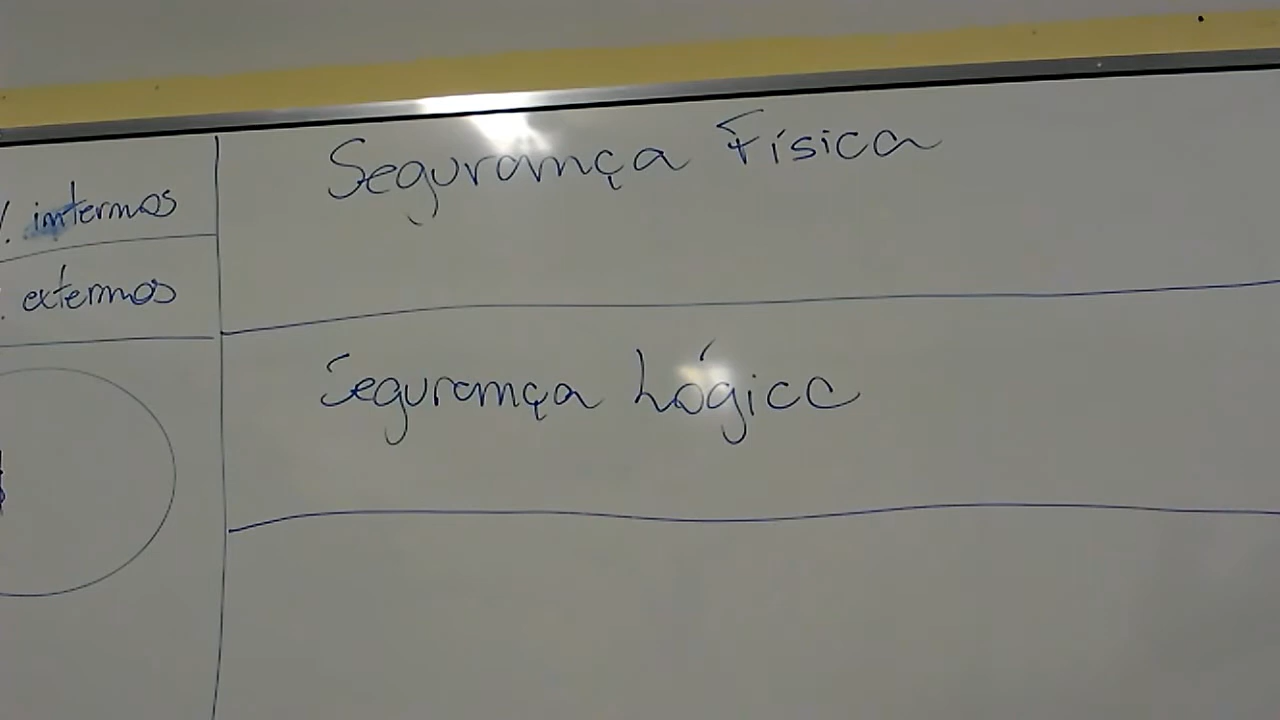 internos
externos
Segurança Física
Segurança Lógica